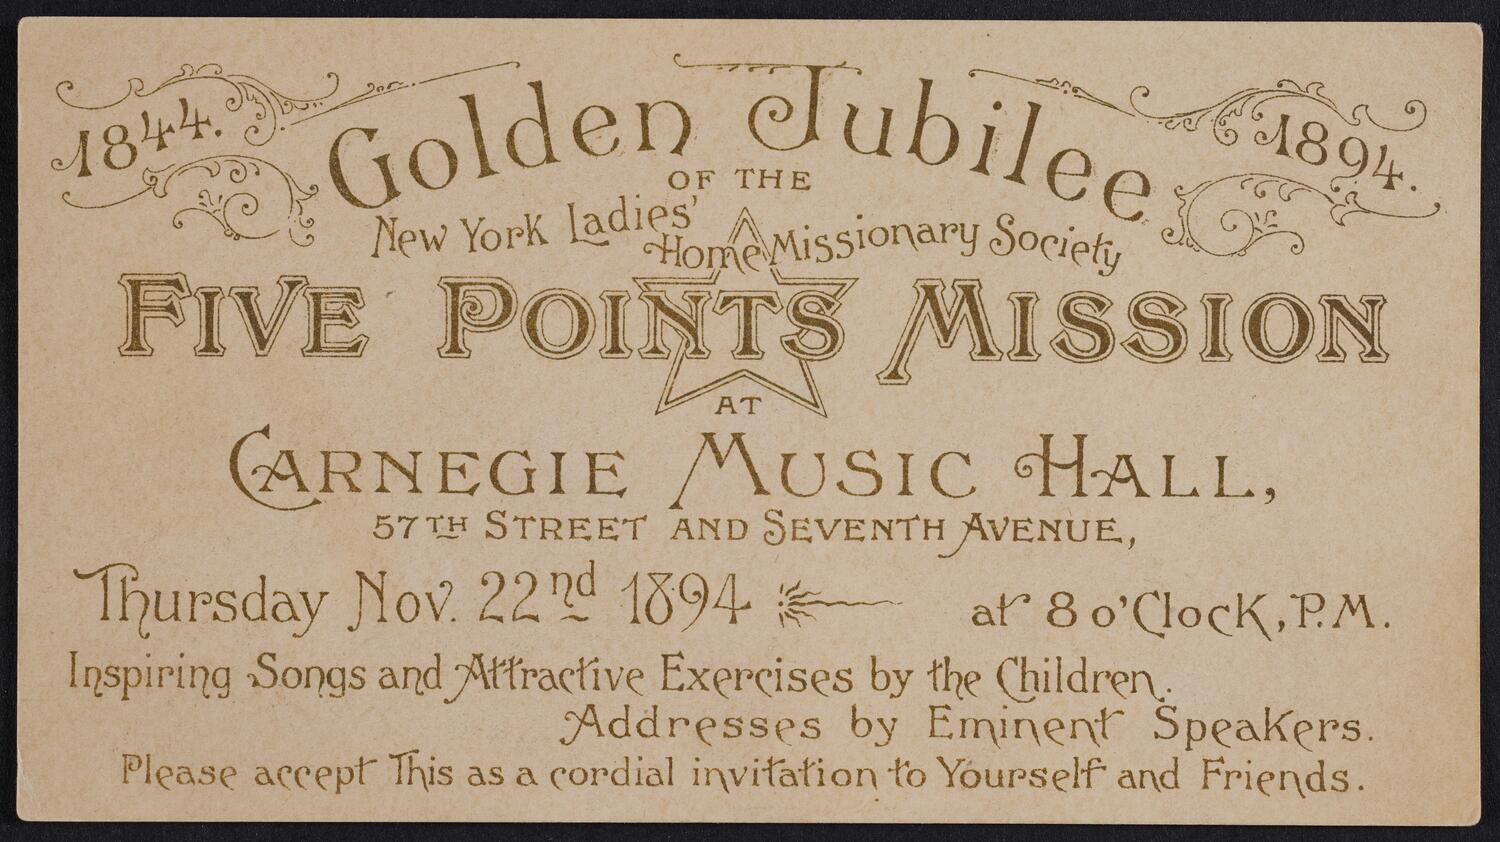 1844. Golden Jubilee 1894.
OF THE
New York Ladies' Home Missionary Society
FIVE POINTS MISSION
AT
CARNEGIE MUSIC HALL,
57TH STREET AND SEVENTH AVENUE,
Thursday Nov. 22nd 1894 at 8 o'Clock, P.M.
Inspiring Songs and Attractive Exercises by the Children.
Addresses by Eminent Speakers.
Please accept This as a cordial invitation to Yourself and Friends.